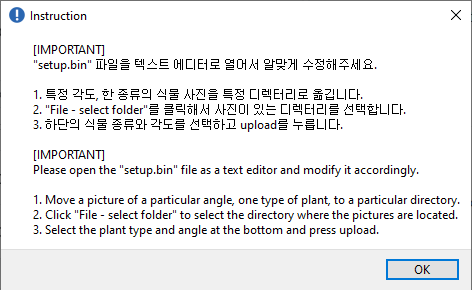 Instruction
[IMPORTANT]
"setup.bin" 파일을 텍스트 에디터로 열어서 알맞게 수정해주세요.
1. 특정 각도, 한 종류의 식물 사진을 특정 디렉터리로 옮깁니다.
2. "File - select folder"를 클릭해서 사진이 있는 디렉터리를 선택합니다.
3. 하단의 식물 종류와 각도를 선택하고 upload를 누릅니다.
[IMPORTANT]
Please open the "setup.bin" file as a text editor and modify it accordingly.
1. Move a picture of a particular angle, one type of plant, to a particular directory.
2. Click "File - select folder" to select the directory where the pictures are located.
3. Select the plant type and angle at the bottom and press upload.
OK